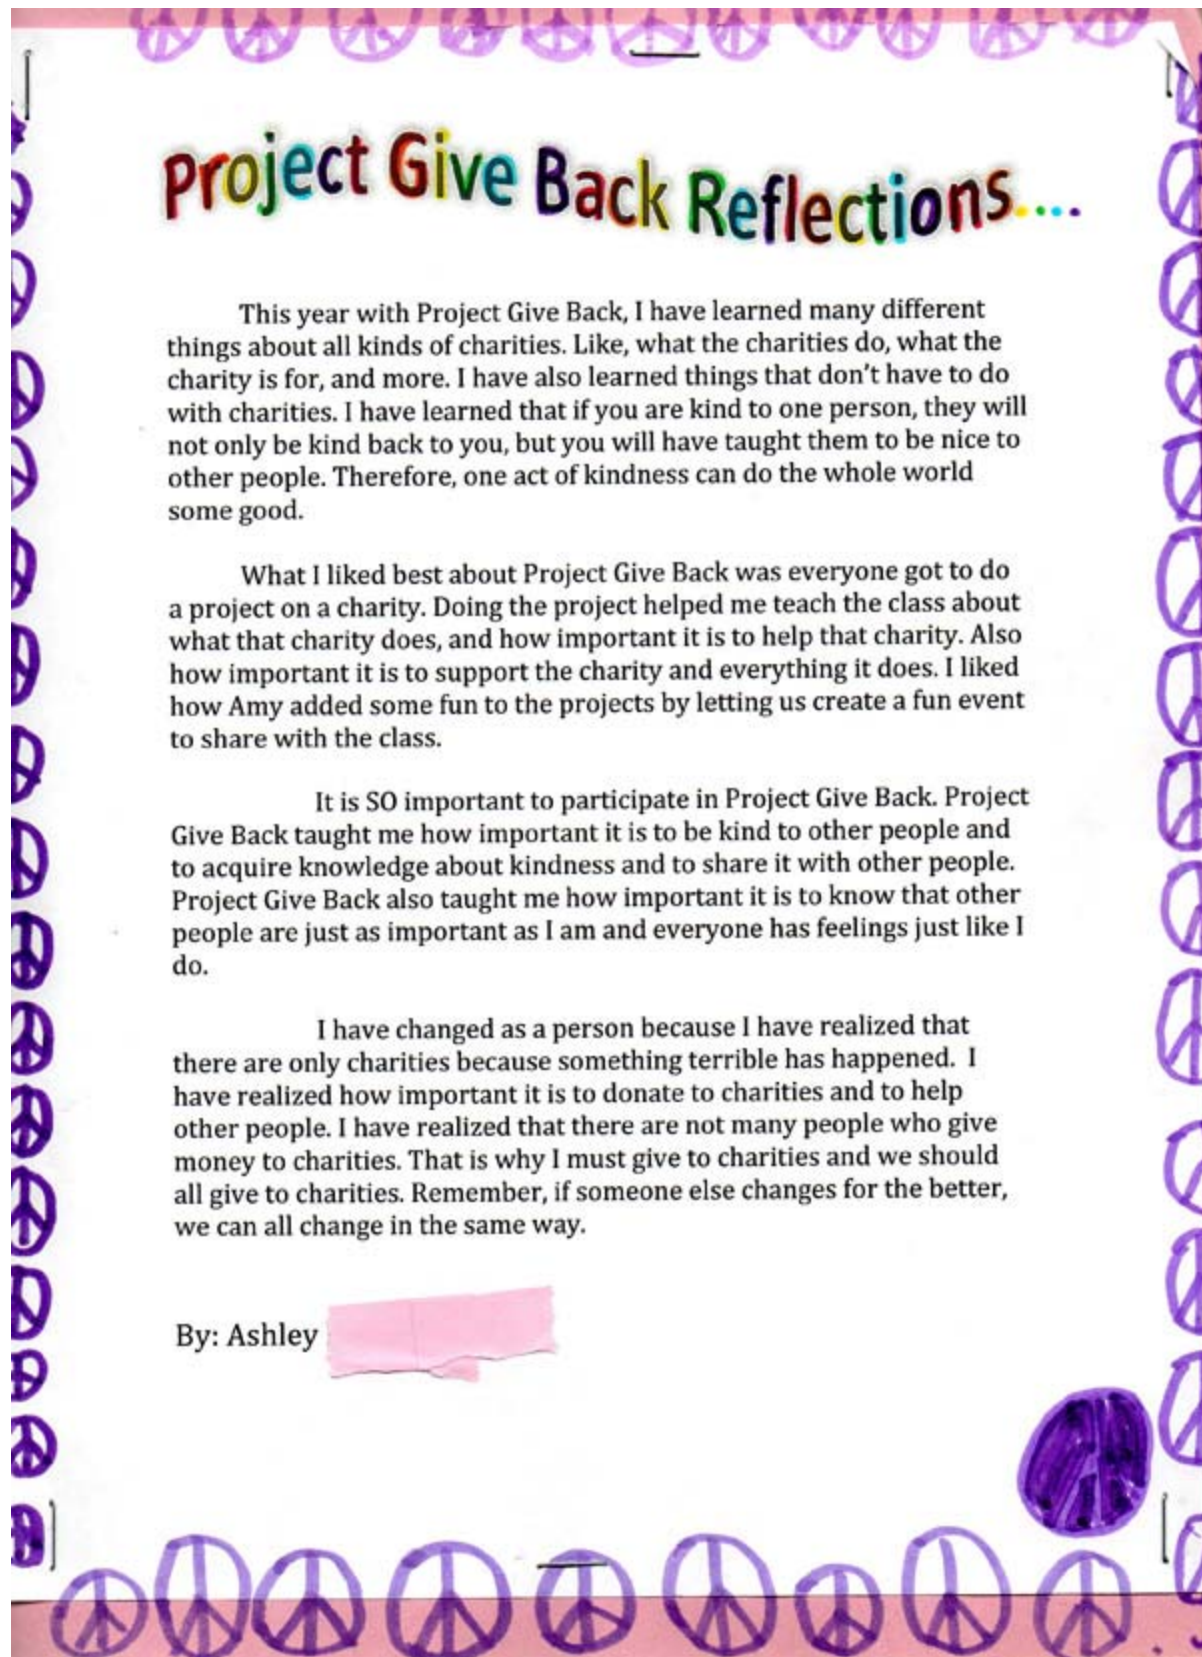 Project Give Back Reflections....
This year with Project Give Back, I have learned many different
things about all kinds of charities. Like, what the charities do, what the
charity is for, and more. I have also learned things that don't have to do
with charities. I have learned that if you are kind to one person, they will
not only be kind back to you, but you will have taught them to be nice to
other people. Therefore, one act of kindness can do the whole world
some good.
What I liked best about Project Give Back was everyone got to do
a project on a charity. Doing the project helped me teach the class about
what that charity does, and how important it is to help that charity. Also
how important it is to support the charity and everything it does. I liked
how Amy added some fun to the projects by letting us create a fun event
to share with the class.
It is SO important to participate in Project Give Back. Project
Give Back taught me how important it is to be kind to other people and
to acquire knowledge about kindness and to share it with other people.
Project Give Back also taught me how important it is to know that other
people are just as important as I am and everyone has feelings just like I
do.
I have changed as a person because I have realized that
there are only charities because something terrible has happened.  I
have realized how important it is to donate to charities and to help
other people. I have realized that there are not many people who give
money to charities. That is why I must give to charities and we should
all give to charities. Remember, if someone else changes for the better,
we can all change in the same way.
By: Ashley